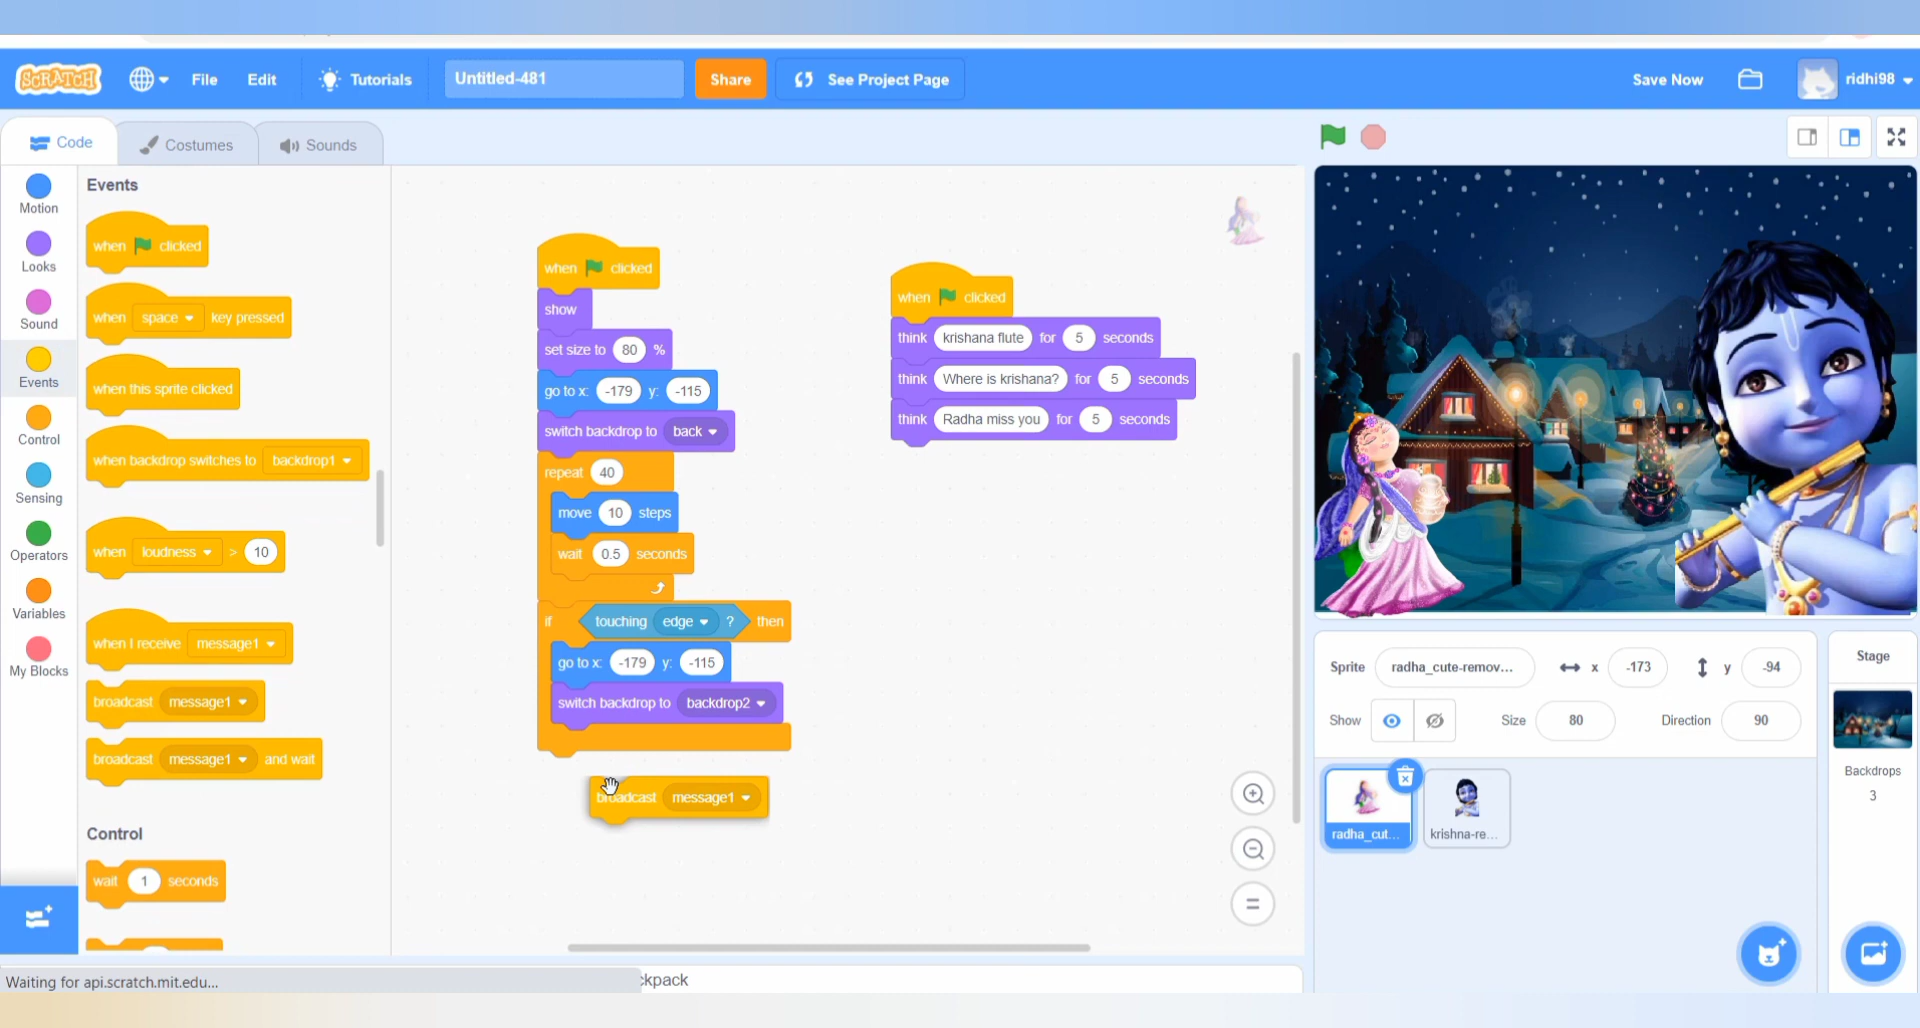 SCRATCH
File
Edit
Tutorials
Untitled-481
Share
See Project Page
Save Now
ridhi98
Code
Costumes
Sounds
Motion
Looks
Sound
Events
Control
Sensing
Operators
Variables
My Blocks
Events
when clicked
when space key pressed
when this sprite clicked
when backdrop switches to backdrop1
when loudness > 10
when I receive message1
broadcast message1
broadcast message1 and wait
Control
wait 1 seconds
when clicked
show
set size to 80 %
go to x: -179 y: -115
switch backdrop to back
repeat 40
move 10 steps
wait 0.5 seconds
if touching edge ? then
go to x: -179 y: -115
switch backdrop to backdrop2
broadcast message1
when clicked
think krishana flute for 5 seconds
think Where is krishana? for 5 seconds
think Radha miss you for 5 seconds
Sprite radha_cute-remov... x -173 y -94
Show Size 80 Direction 90
radha_cut...
krishna-re...
Stage
Backdrops
3
Waiting for api.scratch.mit.edu...
kpack